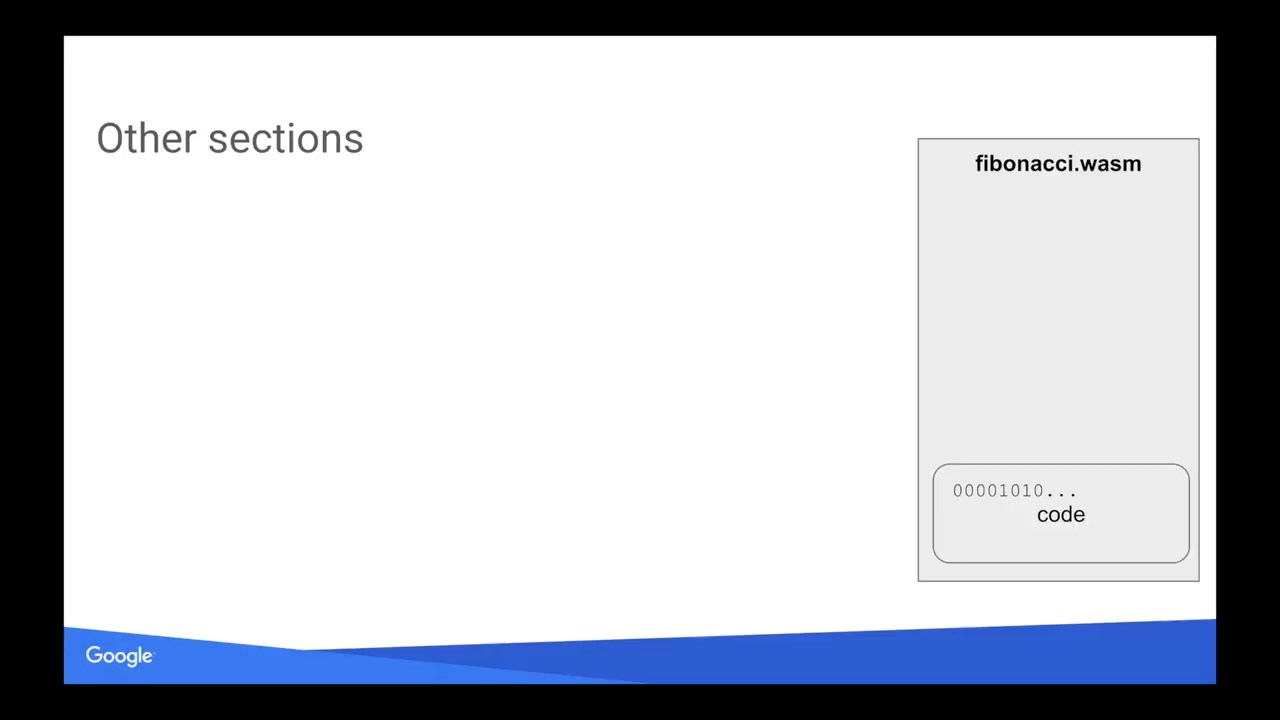 Other sections
fibonacci.wasm
00001010...
code
Google